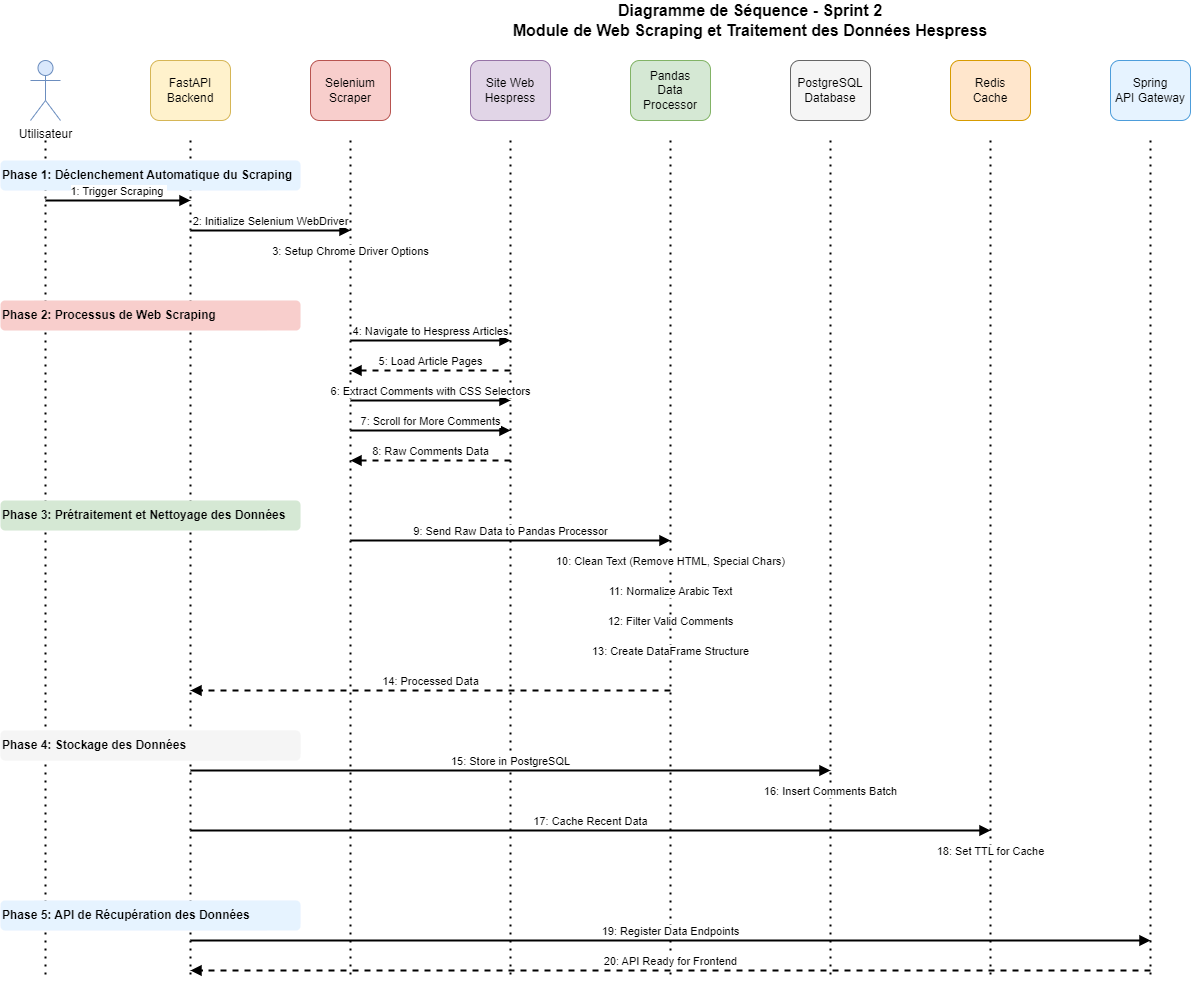 Diagramme de Séquence - Sprint 2
Module de Web Scraping et Traitement des Données Hespress
Utilisateur
FastAPI
Backend
Selenium
Scraper
Site Web
Hespress
Pandas
Data
Processor
PostgreSQL
Database
Redis
Cache
Spring
API Gateway
Phase 1: Déclenchement Automatique du Scraping
1: Trigger Scraping
2: Initialize Selenium WebDriver
3: Setup Chrome Driver Options
Phase 2: Processus de Web Scraping
4: Navigate to Hespress Articles
5: Load Article Pages
6: Extract Comments with CSS Selectors
7: Scroll for More Comments
8: Raw Comments Data
Phase 3: Prétraitement et Nettoyage des Données
9: Send Raw Data to Pandas Processor
10: Clean Text (Remove HTML, Special Chars)
11: Normalize Arabic Text
12: Filter Valid Comments
13: Create DataFrame Structure
14: Processed Data
Phase 4: Stockage des Données
15: Store in PostgreSQL
16: Insert Comments Batch
17: Cache Recent Data
18: Set TTL for Cache
Phase 5: API de Récupération des Données
19: Register Data Endpoints
20: API Ready for Frontend